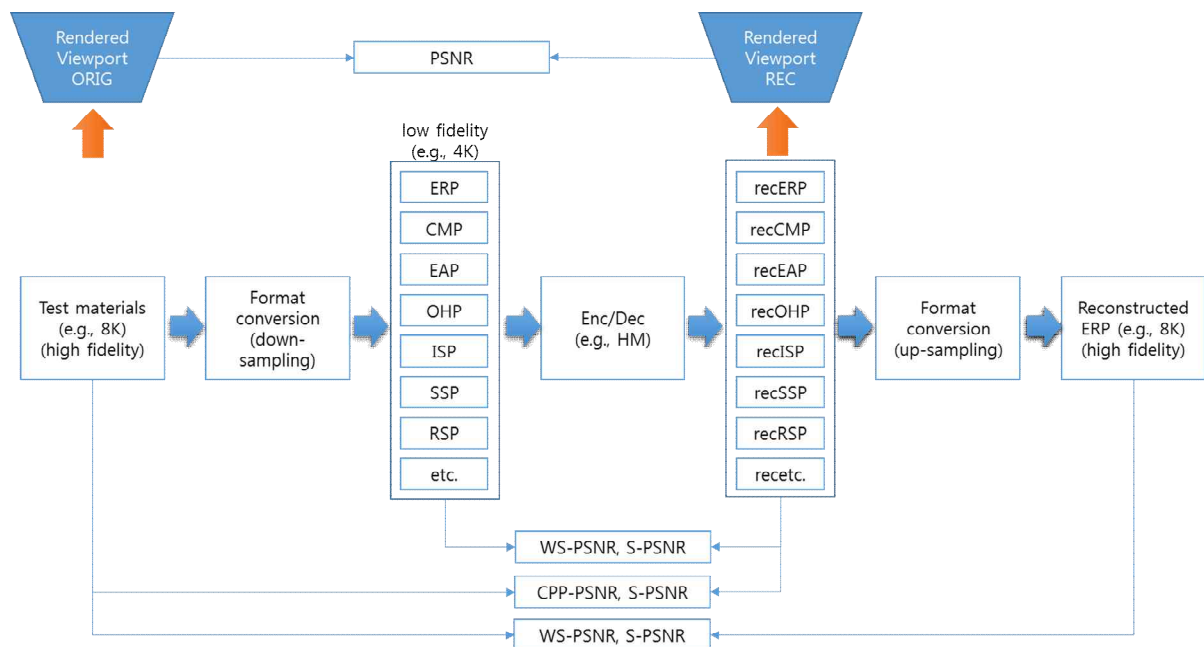 Rendered
Viewport
ORIG
PSNR
Rendered
Viewport
REC
low fidelity
(e.g., 4K)
ERP
CMP
EAP
OHP
ISP
SSP
RSP
etc.
recERP
recCMP
recEAP
recOHP
recISP
recSSP
recRSP
recetc.
Test materials
(e.g., 8K)
(high fidelity)
Format
conversion
(down-
sampling)
Enc/Dec
(e.g., HM)
Format
conversion
(up-sampling)
Reconstructed
ERP (e.g., 8K)
(high fidelity)
WS-PSNR, S-PSNR
CPP-PSNR, S-PSNR
WS-PSNR, S-PSNR